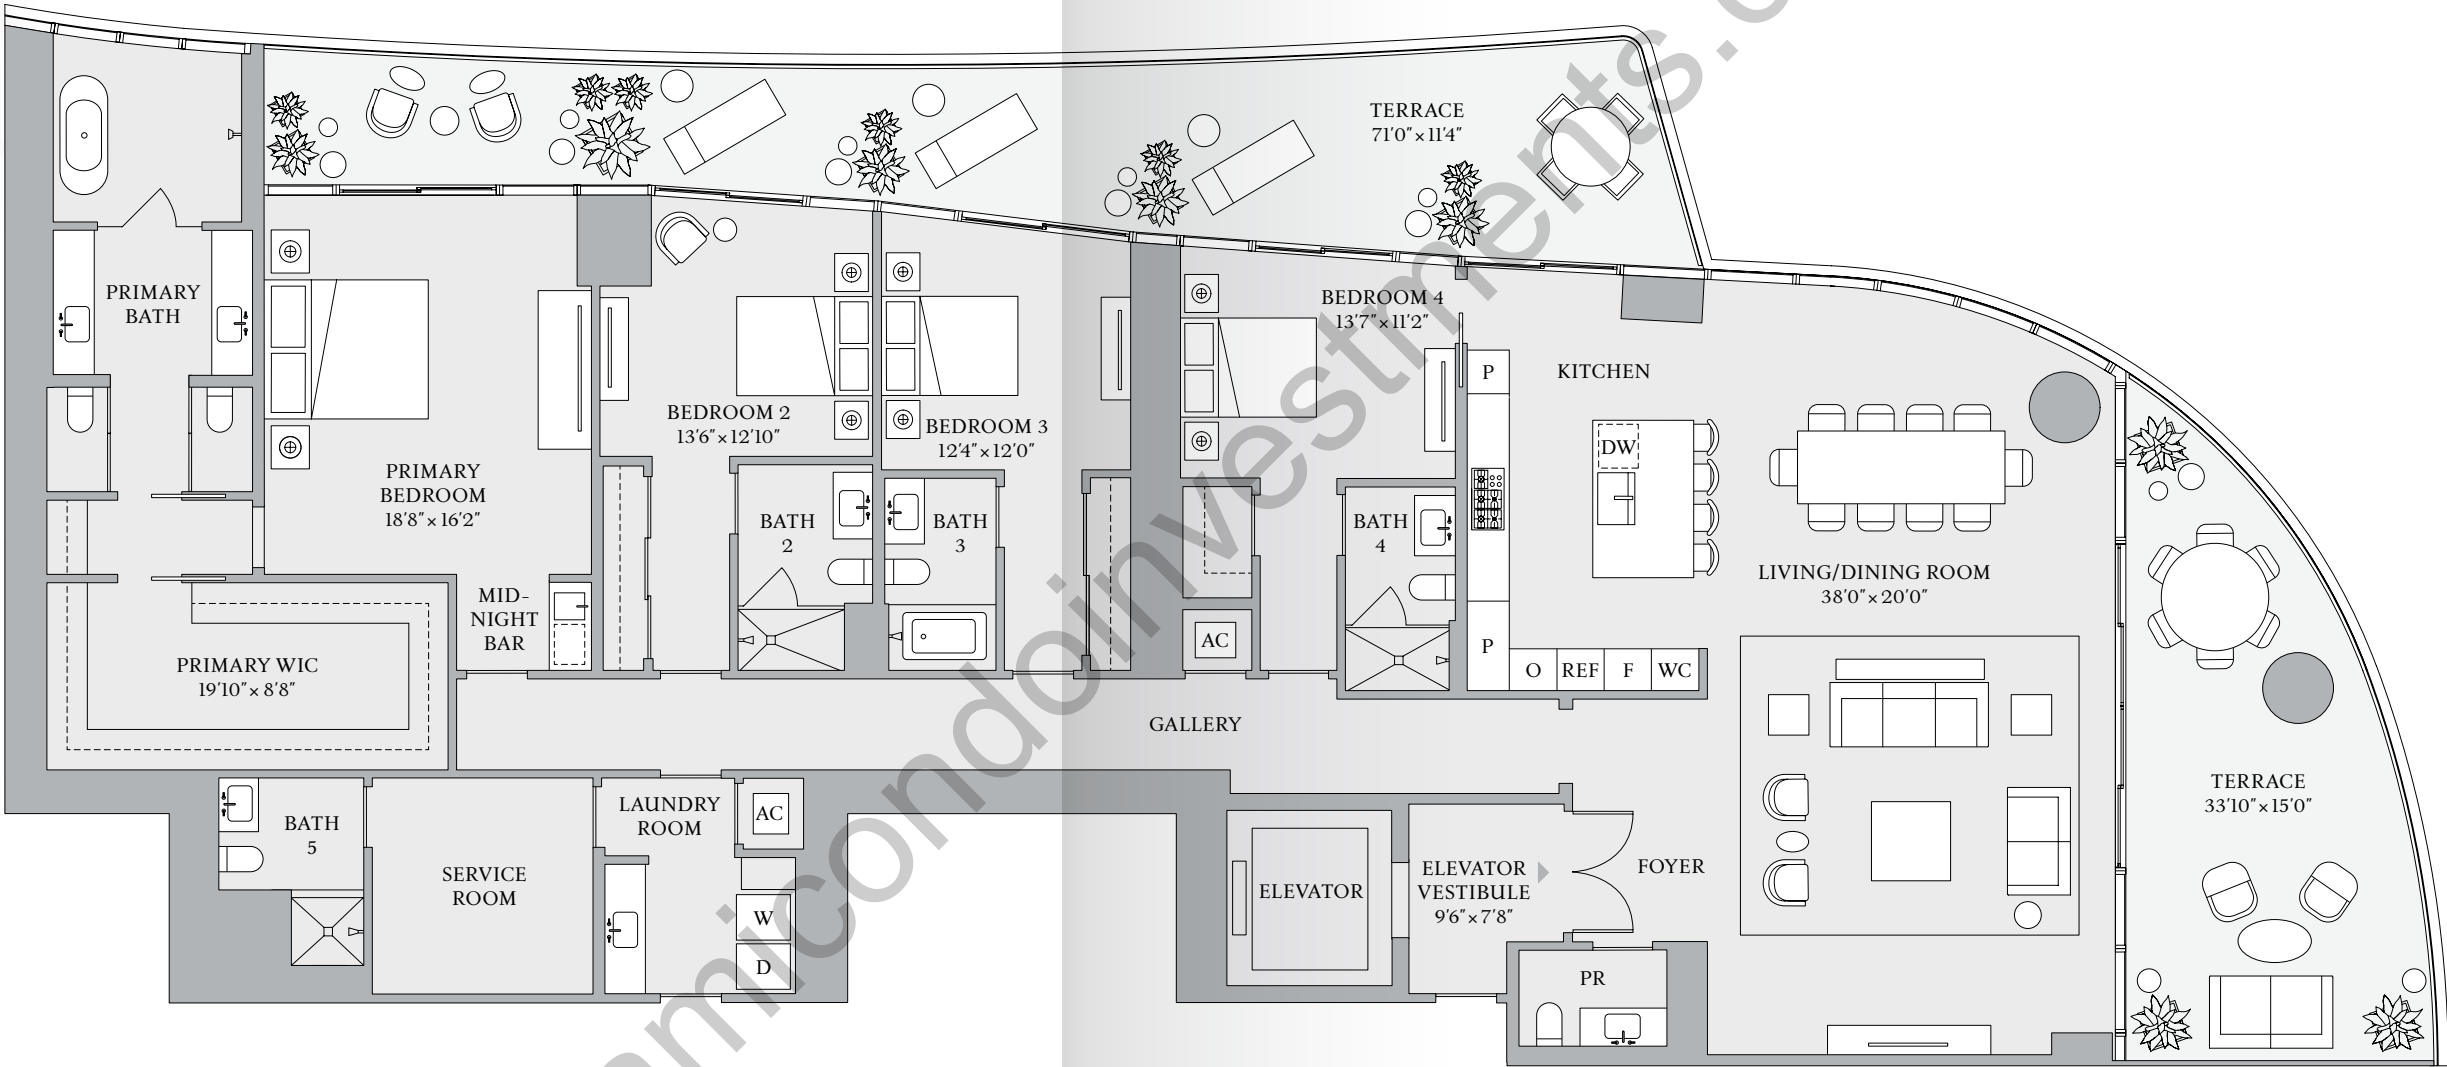 TERRACE
71'0"×11'4"
PRIMARY
BATH
BEDROOM 4
13'7"×11'2"
P
KITCHEN
BEDROOM 2
13'6"×12'10"
BEDROOM 3
12'4"×12'0"
DW
PRIMARY
BEDROOM
18'8"×16'2"
BATH
2
BATH
3
BATH
4
LIVING/DINING ROOM
38'0"×20'0"
MID-
NIGHT
BAR
AC
P
O
REF
F
WC
PRIMARY WIC
19'10"×8'8"
GALLERY
TERRACE
33'10"×15'0"
LAUNDRY
ROOM
AC
BATH
5
SERVICE
ROOM
ELEVATOR
ELEVATOR
VESTIBULE
9'6"×7'8"
FOYER
W
D
PR
amicondoinvestments.c